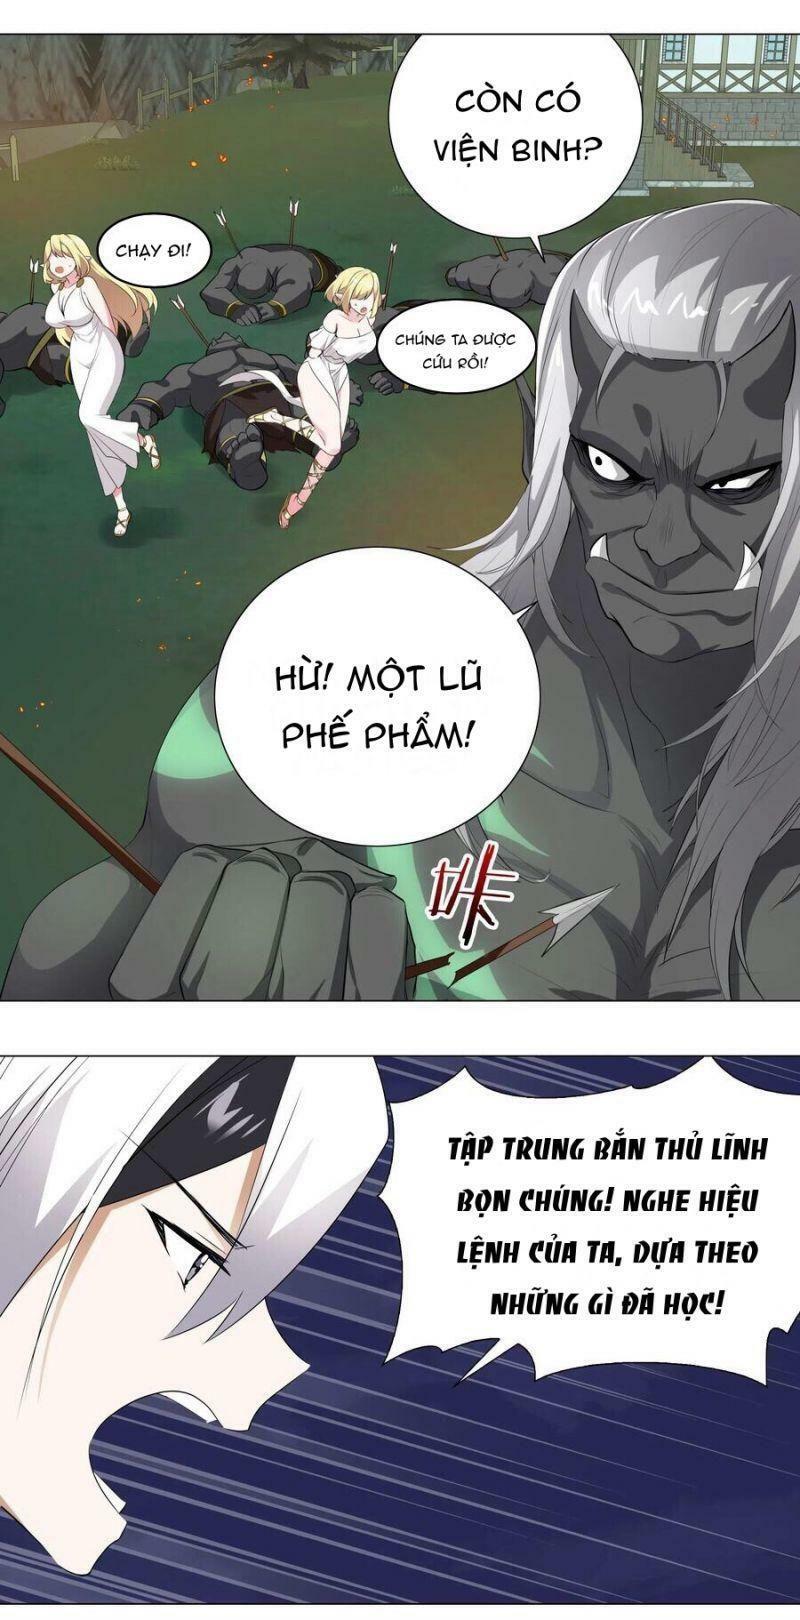 CÒN CÓ
VIỆN BINH?
CHẠY ĐI!
CHÚNG TA ĐƯỢC
CỨU RỒI!
HỪ! MỘT LŨ
PHẾ PHẨM!
咔
TẬP TRUNG BẮN THỦ LĨNH
BỌN CHÚNG! NGHE HIỆU
LỆNH CỦA TA, DỰA THEO
NHỮNG GÌ ĐÃ HỌC!